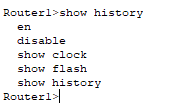 Router1>show history
  en
  disable
  show clock
  show flash
  show history
Router1>